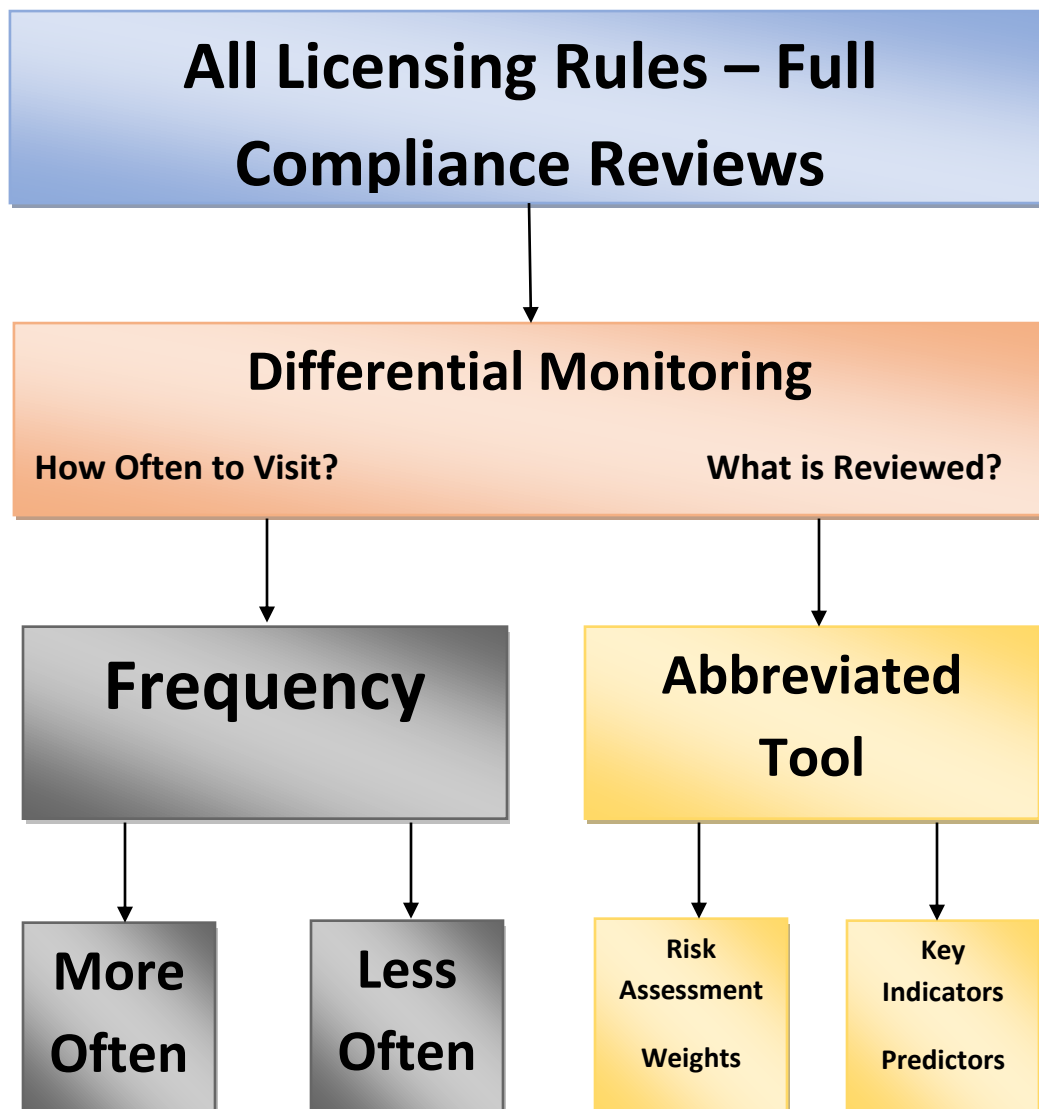 All Licensing Rules – Full
Compliance Reviews
Differential Monitoring
How Often to Visit?
What is Reviewed?
Frequency
Abbreviated
Tool
More
Often
Less
Often
Risk
Assessment
Weights
Key
Indicators
Predictors